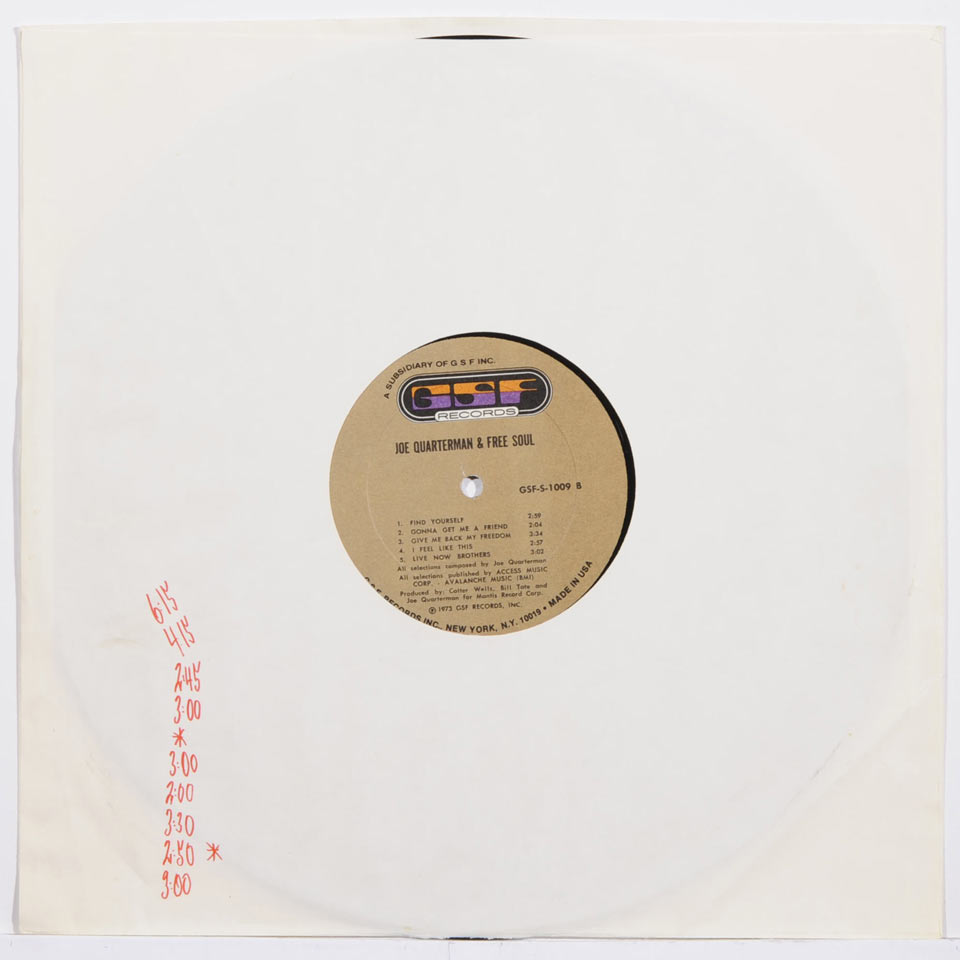 A SUBSIDIARY OF G S F INC.
GSF
RECORDS
JOE QUARTERMAN & FREE SOUL
GSF-S-1009 B
1. FIND YOURSELF 2:59
2. GONNA GET ME A FRIEND 2:04
3. GIVE ME BACK MY FREEDOM 3:34
4. I FEEL LIKE THIS 2:57
5. LIVE NOW BROTHERS 3:02
All selections composed by Joe Quarterman
All selections published by ACCESS MUSIC
CORP. - AVALANCHE MUSIC (BMI)
Produced by: Cotter Wells, Bill Tate and
Joe Quarterman for Mantis Record Corp.
℗1973 GSF RECORDS, INC.
GSF RECORDS INC. NEW YORK, N.Y. 10019 • MADE IN USA
6:15
4:15
2:45
3:00
*
3:00
2:00
3:30
2:50 *
3:00